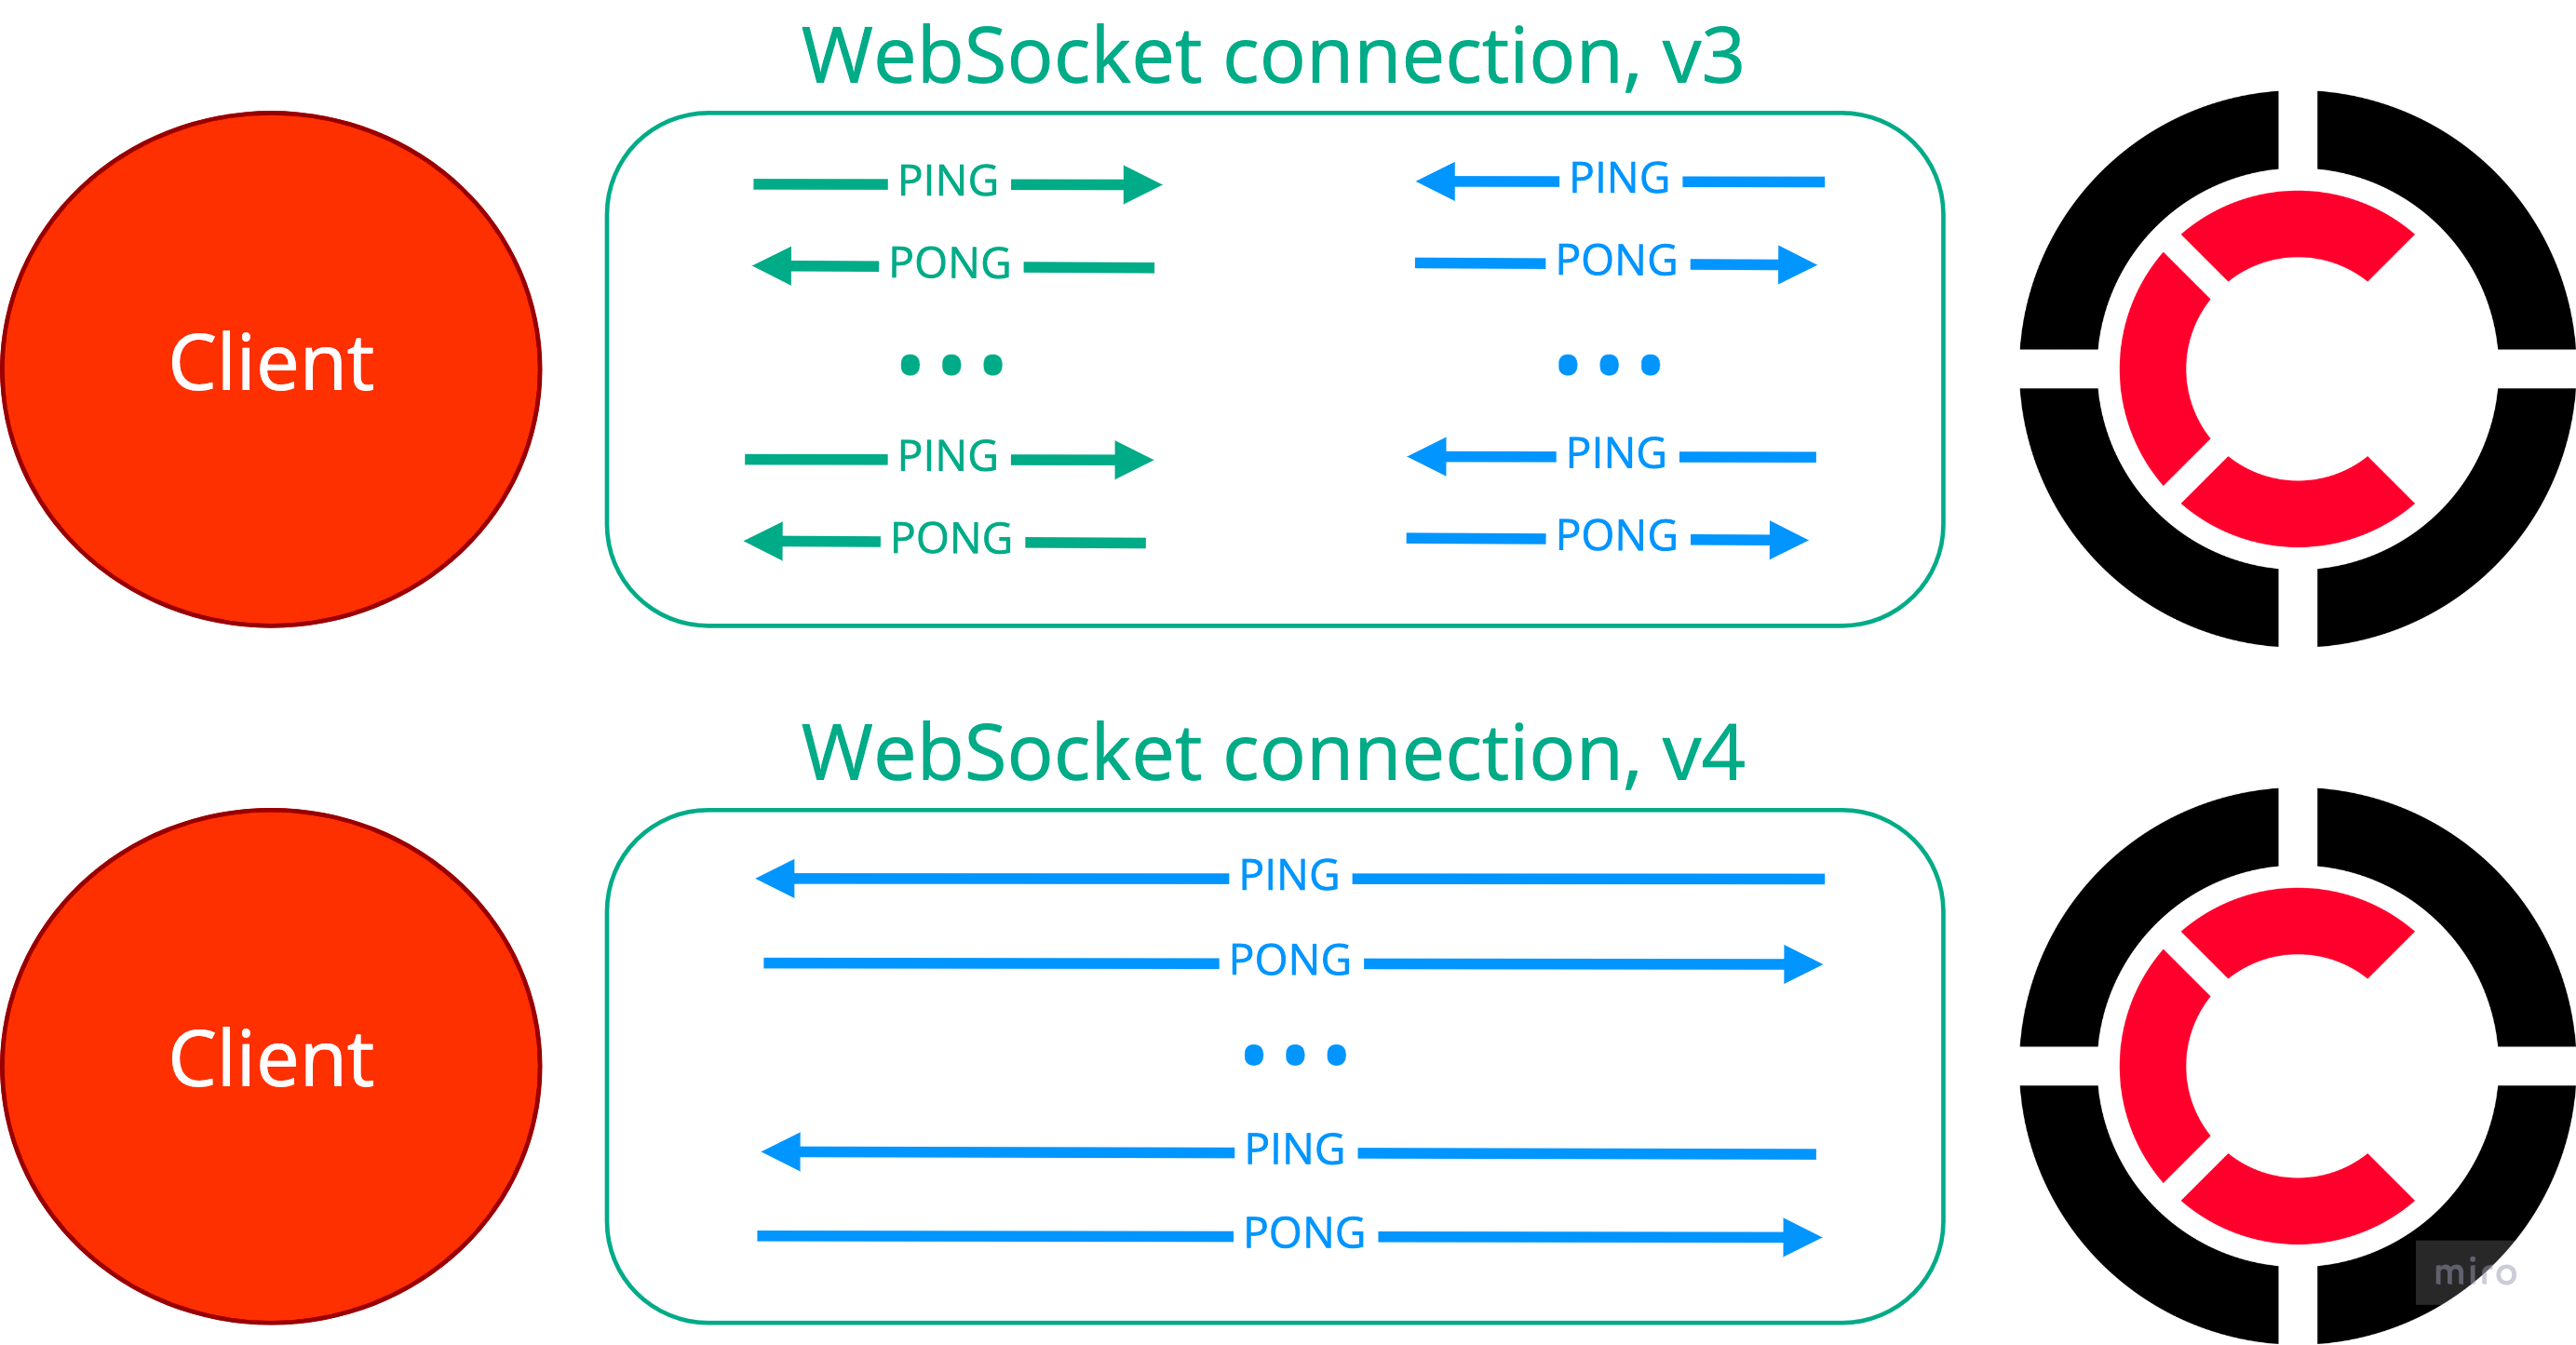 WebSocket connection, v3
Client
PING
PING
PONG
PONG
...
...
PING
PING
PONG
PONG
WebSocket connection, v4
Client
PING
PONG
...
PING
PONG
miro